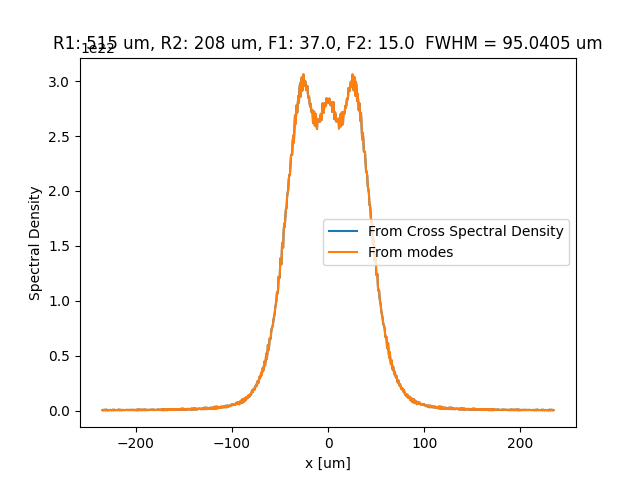 R1: 515 um, R2: 208 um, F1: 37.0, F2: 15.0  FWHM = 95.0405 um
1e22
3.0
2.5
2.0
1.5
1.0
0.5
0.0
Spectral Density
From Cross Spectral Density
From modes
−200
−100
0
100
200
x [um]